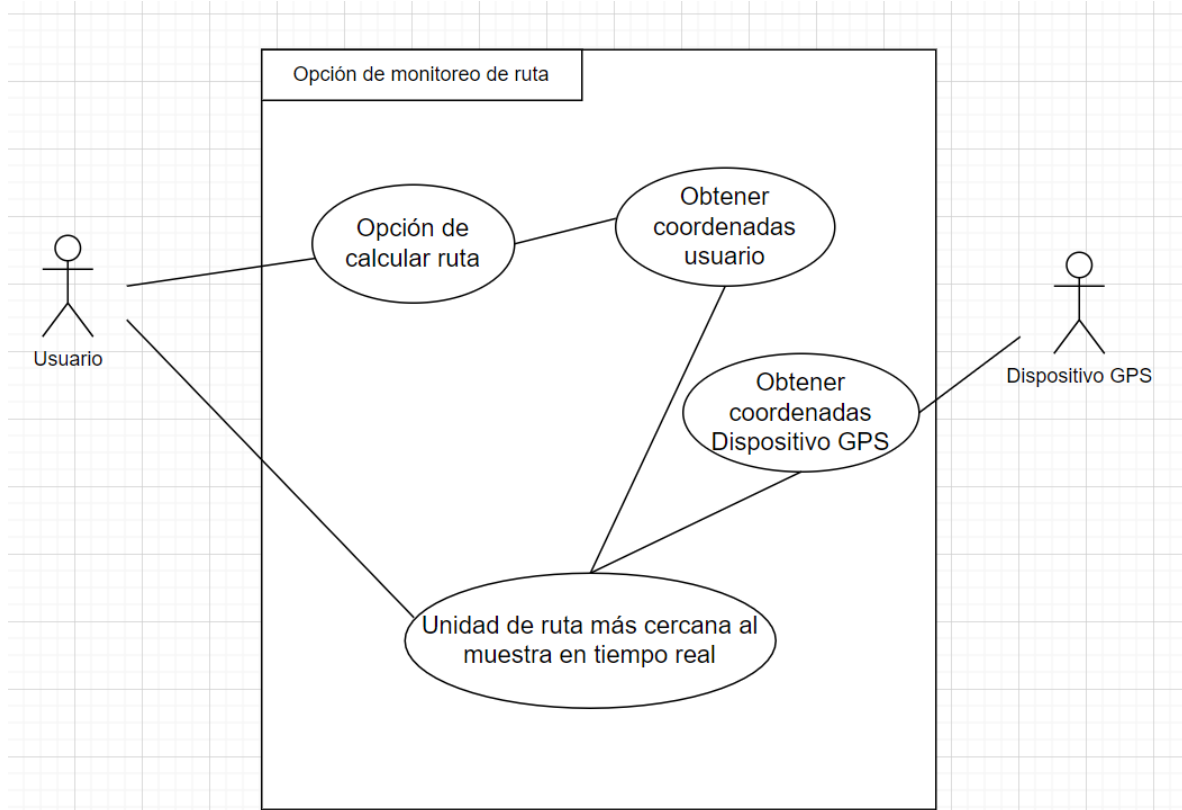 Opción de monitoreo de ruta
Opción de
calcular ruta
Obtener
coordenadas
usuario
Usuario
Obtener
coordenadas
Dispositivo GPS
Dispositivo GPS
Unidad de ruta más cercana al
muestra en tiempo real